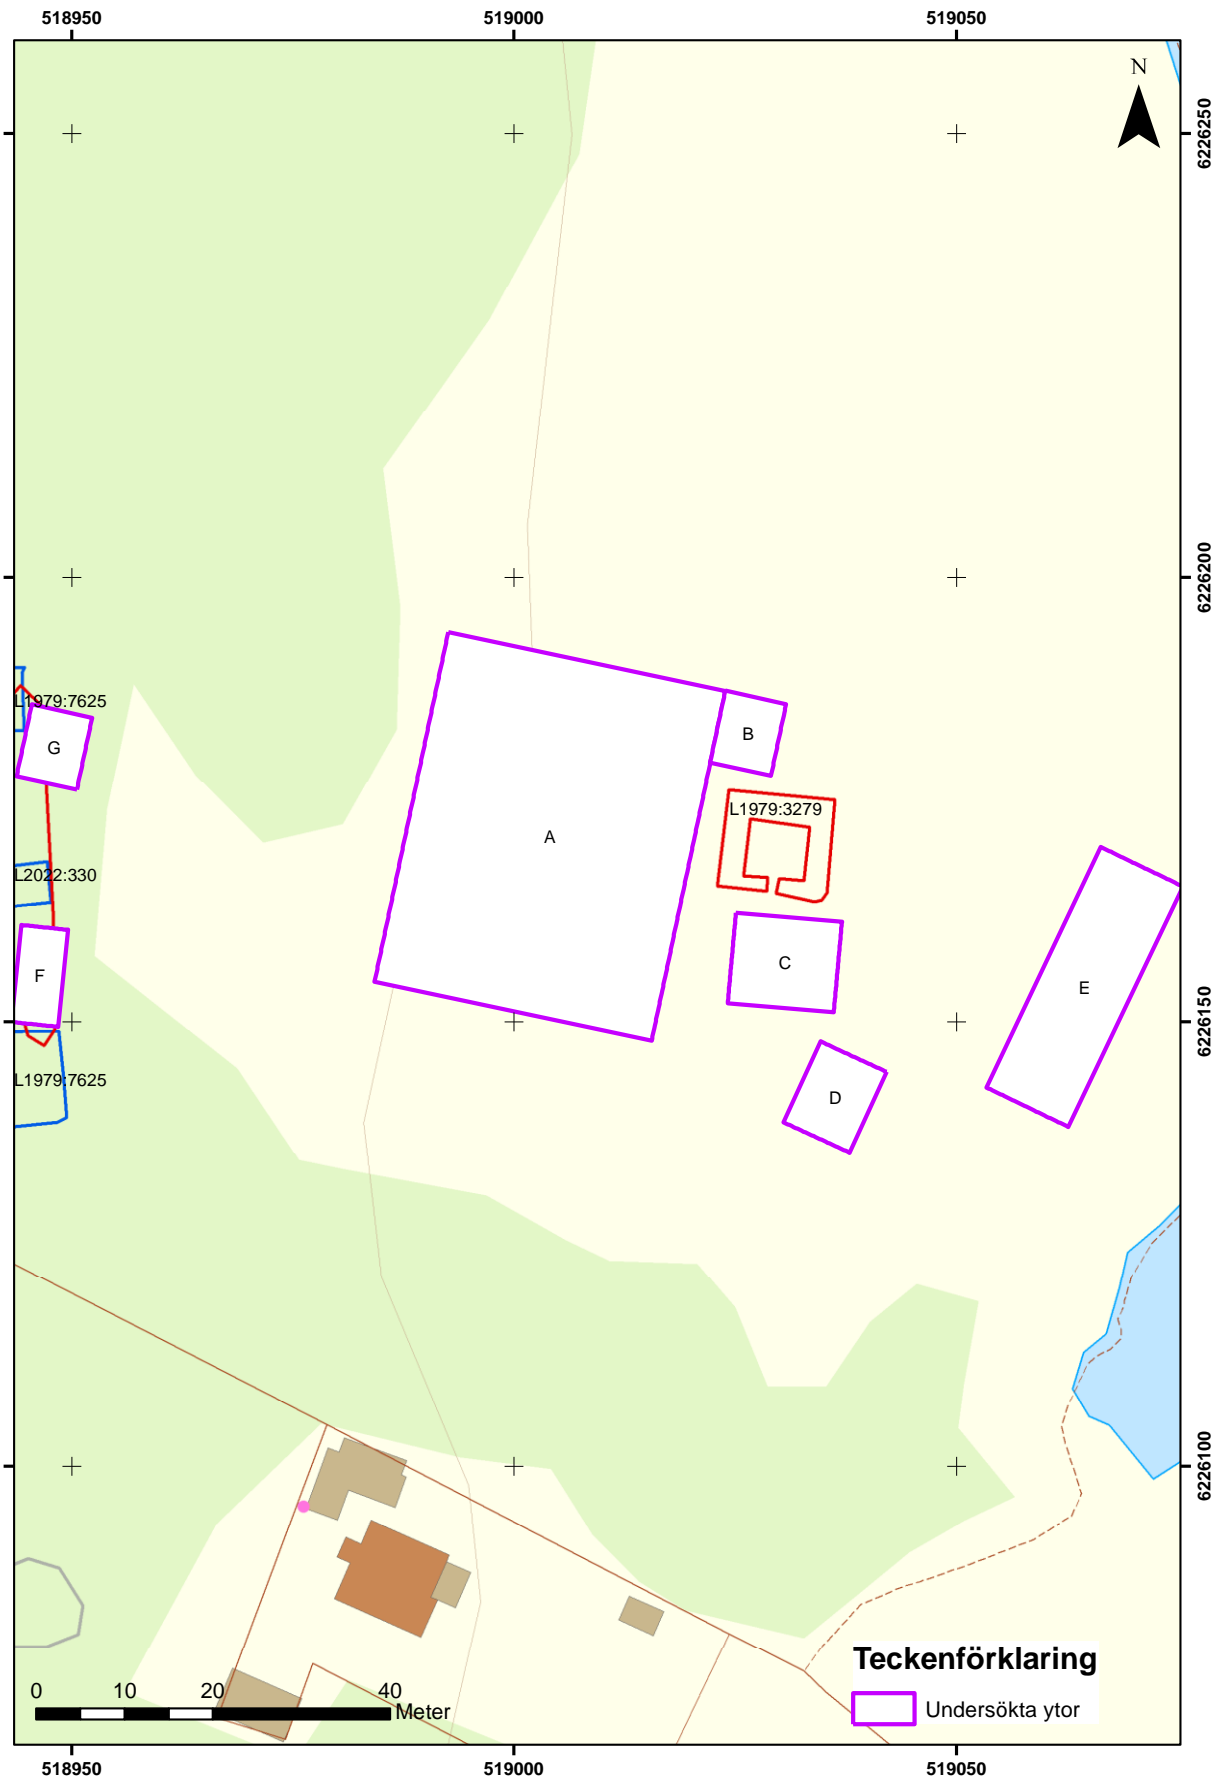 518950 519000 519050
N
6226250
6226200
L1979:7625
G
B
L1979:3279
A
L2022:330
C
F
E
6226150
L1979:7625
D
6226100
Teckenförklaring
0 10 20 40
Meter
Undersökta ytor
518950 519000 519050